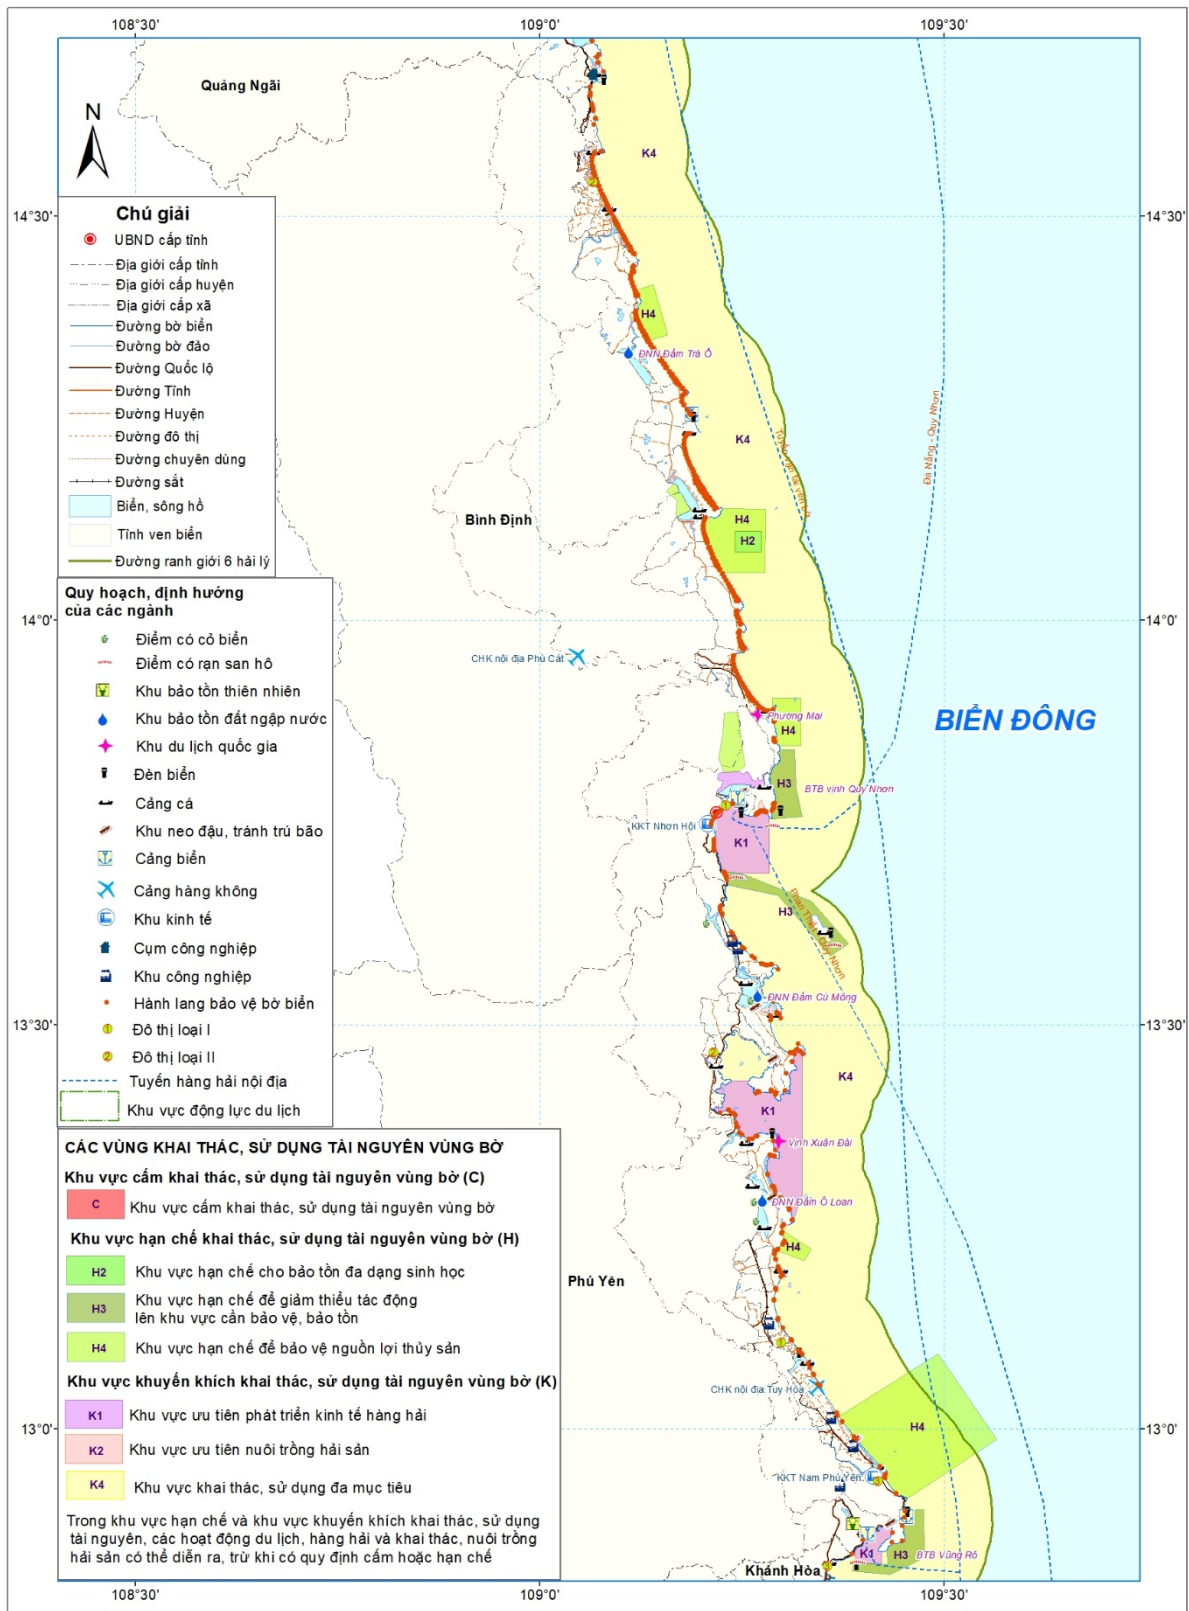 108°30'
109°0'
109°30'
Quảng Ngãi
N
K4
14°30'
14°30'
Chú giải
UBND cấp tỉnh
Địa giới cấp tỉnh
Địa giới cấp huyện
Địa giới cấp xã
Đường bờ biển
Đường bờ đảo
Đường Quốc lộ
Đường Tỉnh
Đường Huyện
Đường đô thị
Đường chuyên dùng
Đường sắt
Biển, sông hồ
Tỉnh ven biển
Đường ranh giới 6 hải lý
2
H4
ĐNN Đầm Trà Ổ
K4
Đà Nẵng - Quy Nhơn
Tuyến vận tải ven bờ
Bình Định
H4
H2
14°0'
14°0'
CHK nội địa Phù Cát
Phương Mai
H4
BIỂN ĐÔNG
H3
BTB vịnh Quy Nhơn
1
KKT Nhơn Hội
K1
H3
Phan Thiết - Quy Nhơn
ĐNN Đầm Cù Mông
13°30'
13°30'
2
K4
K1
Vịnh Xuân Đài
ĐNN Đầm Ô Loan
H4
Phú Yên
1
CHK nội địa Tuy Hòa
13°0'
13°0'
H4
KKT Nam Phú Yên
3
K1
H3
BTB Vũng Rô
Khánh Hòa
Quy hoạch, định hướng
của các ngành
Điểm có cỏ biển
Điểm có rạn san hô
Khu bảo tồn thiên nhiên
Khu bảo tồn đất ngập nước
Khu du lịch quốc gia
Đèn biển
Cảng cá
Khu neo đậu, tránh trú bão
Cảng biển
Cảng hàng không
Khu kinh tế
Cụm công nghiệp
Khu công nghiệp
Hành lang bảo vệ bờ biển
1 Đô thị loại I
2 Đô thị loại II
Tuyến hàng hải nội địa
Khu vực động lực du lịch
CÁC VÙNG KHAI THÁC, SỬ DỤNG TÀI NGUYÊN VÙNG BỜ
Khu vực cấm khai thác, sử dụng tài nguyên vùng bờ (C)
C Khu vực cấm khai thác, sử dụng tài nguyên vùng bờ
Khu vực hạn chế khai thác, sử dụng tài nguyên vùng bờ (H)
H2 Khu vực hạn chế cho bảo tồn đa dạng sinh học
H3 Khu vực hạn chế để giảm thiểu tác động
lên khu vực cần bảo vệ, bảo tồn
H4 Khu vực hạn chế để bảo vệ nguồn lợi thủy sản
Khu vực khuyến khích khai thác, sử dụng tài nguyên vùng bờ (K)
K1 Khu vực ưu tiên phát triển kinh tế hàng hải
K2 Khu vực ưu tiên nuôi trồng hải sản
K4 Khu vực khai thác, sử dụng đa mục tiêu
Trong khu vực hạn chế và khu vực khuyến khích khai thác, sử dụng
tài nguyên, các hoạt động du lịch, hàng hải và khai thác, nuôi trồng
hải sản có thể diễn ra, trừ khi có quy định cấm hoặc hạn chế
108°30'
109°0'
109°30'